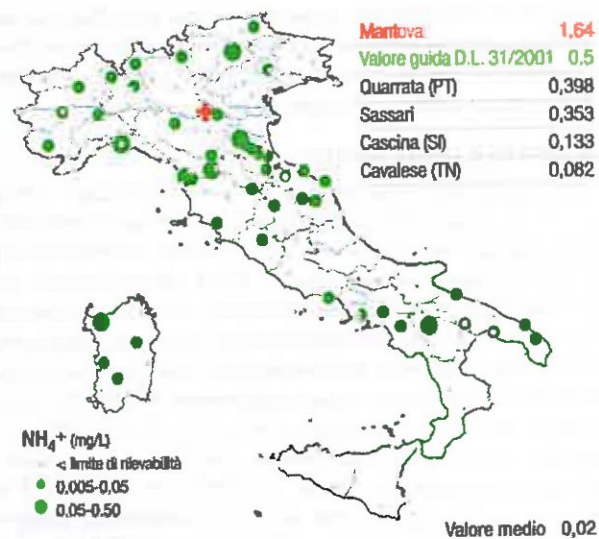 Mantova 1,64
Valore guida D.L. 31/2001 0.5
Quarrata (PT) 0,398
Sassari 0,353
Cascina (SI) 0,133
Cavalese (TN) 0,082
NH₄⁺ (mg/L)
< limite di rilevabilità
0,005-0,05
0,05-0,50
Valore medio 0,02